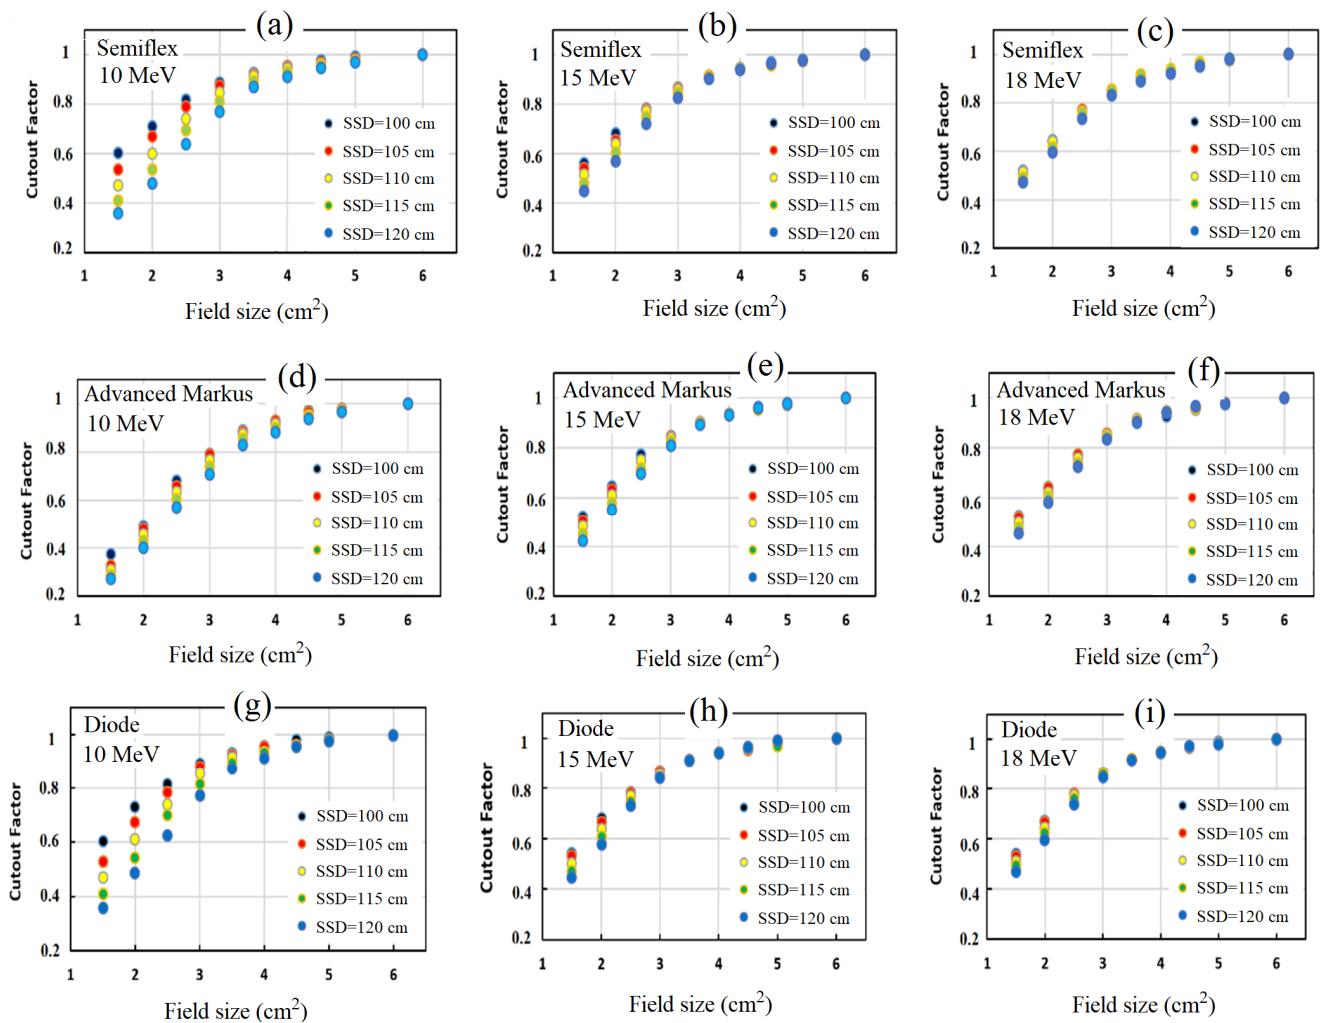 (a)
Semiflex
10 MeV
Cutout Factor
1
0.8
0.6
0.4
0.2
SSD=100 cm
SSD=105 cm
SSD=110 cm
SSD=115 cm
SSD=120 cm
1 2 3 4 5 6
Field size (cm²)
(b)
Semiflex
15 MeV
Cutout Factor
1
0.8
0.6
0.4
0.2
SSD=100 cm
SSD=105 cm
SSD=110 cm
SSD=115 cm
SSD=120 cm
1 2 3 4 5 6
Field size (cm²)
(c)
Semiflex
18 MeV
Cutout Factor
1
0.8
0.6
0.4
0.2
SSD=100 cm
SSD=105 cm
SSD=110 cm
SSD=115 cm
SSD=120 cm
1 2 3 4 5 6
Field size (cm²)
(d)
Advanced Markus
10 MeV
Cutout Factor
1
0.8
0.6
0.4
0.2
SSD=100 cm
SSD=105 cm
SSD=110 cm
SSD=115 cm
SSD=120 cm
1 2 3 4 5 6
Field size (cm²)
(e)
Advanced Markus
15 MeV
Cutout Factor
1
0.8
0.6
0.4
0.2
SSD=100 cm
SSD=105 cm
SSD=110 cm
SSD=115 cm
SSD=120 cm
1 2 3 4 5 6
Field size (cm²)
(f)
Advanced Markus
18 MeV
Cutout Factor
1
0.8
0.6
0.4
0.2
SSD=100 cm
SSD=105 cm
SSD=110 cm
SSD=115 cm
SSD=120 cm
1 2 3 4 5 6
Field size (cm²)
(g)
Diode
10 MeV
Cutout Factor
1
0.8
0.6
0.4
0.2
SSD=100 cm
SSD=105 cm
SSD=110 cm
SSD=115 cm
SSD=120 cm
1 2 3 4 5 6
Field size (cm²)
(h)
Diode
15 MeV
Cutout Factor
1
0.8
0.6
0.4
0.2
SSD=100 cm
SSD=105 cm
SSD=110 cm
SSD=115 cm
SSD=120 cm
1 2 3 4 5 6
Field size (cm²)
(i)
Diode
18 MeV
Cutout Factor
1
0.8
0.6
0.4
0.2
SSD=100 cm
SSD=105 cm
SSD=110 cm
SSD=115 cm
SSD=120 cm
1 2 3 4 5 6
Field size (cm²)